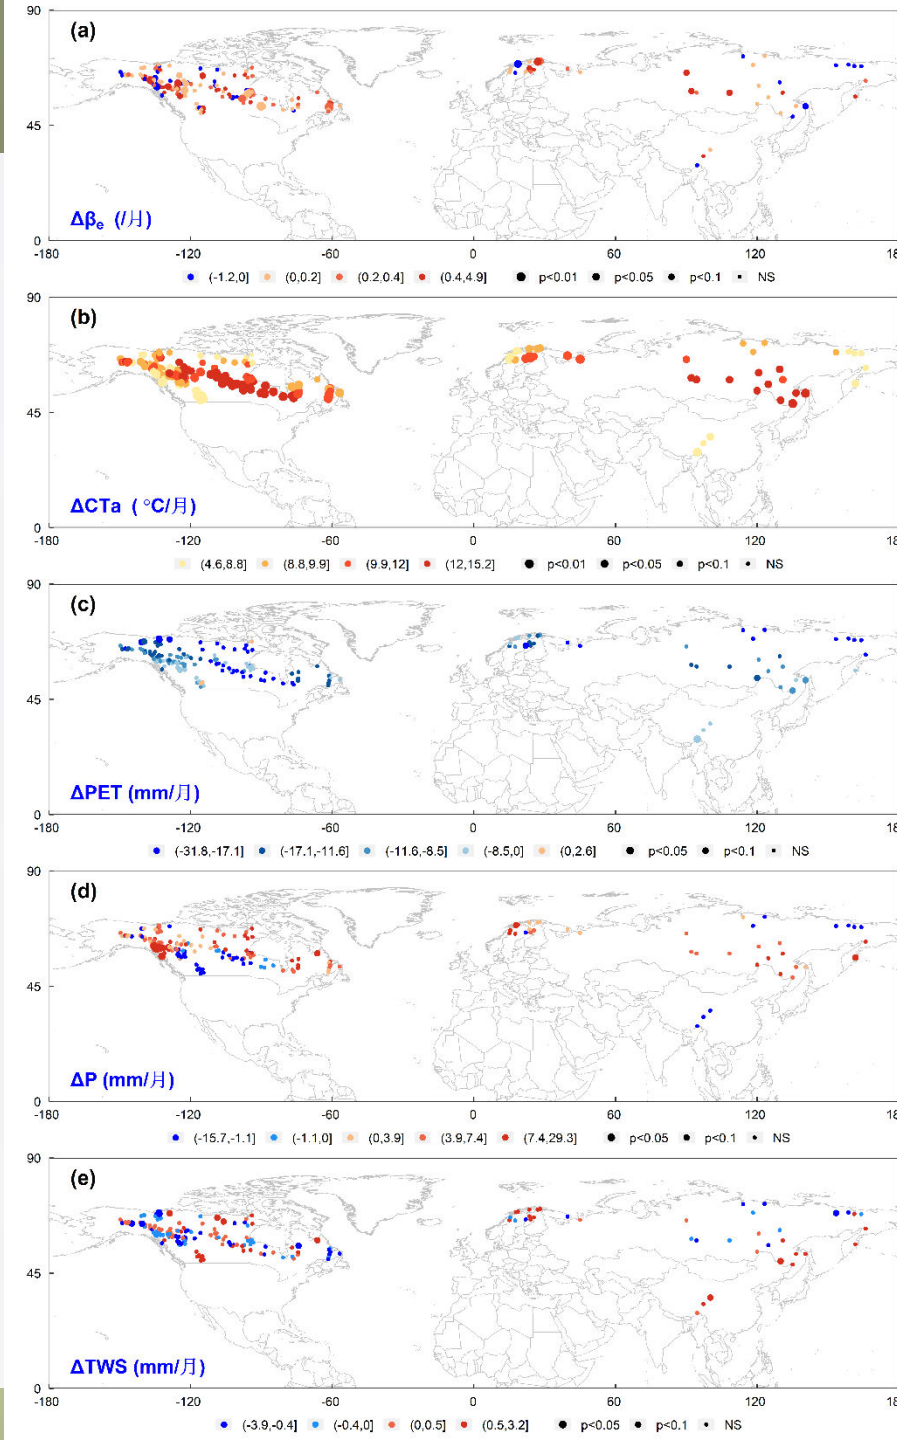 90
(a)
45
Δβe (/月)
0
-180 -120 -60 0 60 120 18
(-1.2,0] (0,0.2] (0.2,0.4] (0.4,4.9] p<0.01 p<0.05 p<0.1 NS
90
(b)
45
ΔCTa ( °C/月)
0
-180 -120 -60 0 60 120 18
(4.6,8.8] (8.8,9.9] (9.9,12] (12,15.2] p<0.01 p<0.05 p<0.1 NS
90
(c)
45
ΔPET (mm/月)
0
-180 -120 -60 0 60 120 18
(-31.8,-17.1] (-17.1,-11.6] (-11.6,-8.5] (-8.5,0] (0,2.6] p<0.05 p<0.1 NS
90
(d)
45
ΔP (mm/月)
0
-180 -120 -60 0 60 120 18
(-15.7,-1.1] (-1.1,0] (0,3.9] (3.9,7.4] (7.4,29.3] p<0.05 p<0.1 NS
90
(e)
45
ΔTWS (mm/月)
0
-180 -120 -60 0 60 120 18
(-3.9,-0.4] (-0.4,0] (0,0.5] (0.5,3.2] p<0.05 p<0.1 NS